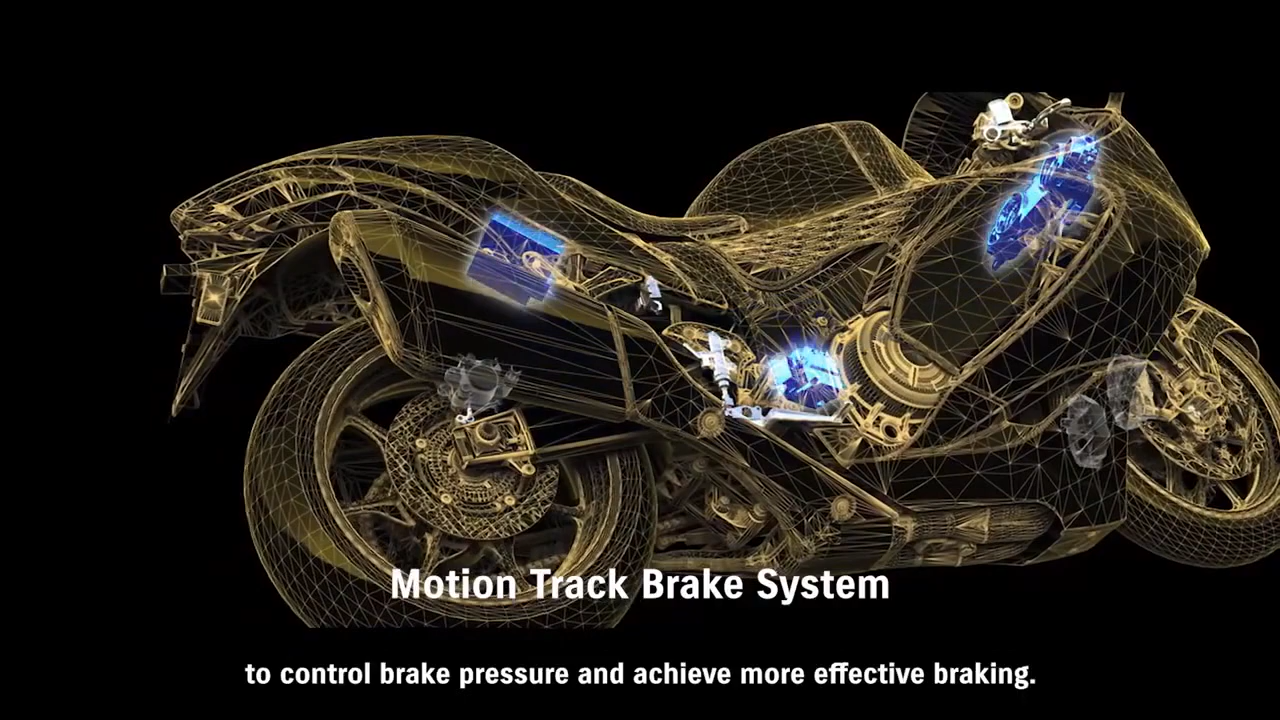 Motion Track Brake System
to control brake pressure and achieve more effective braking.